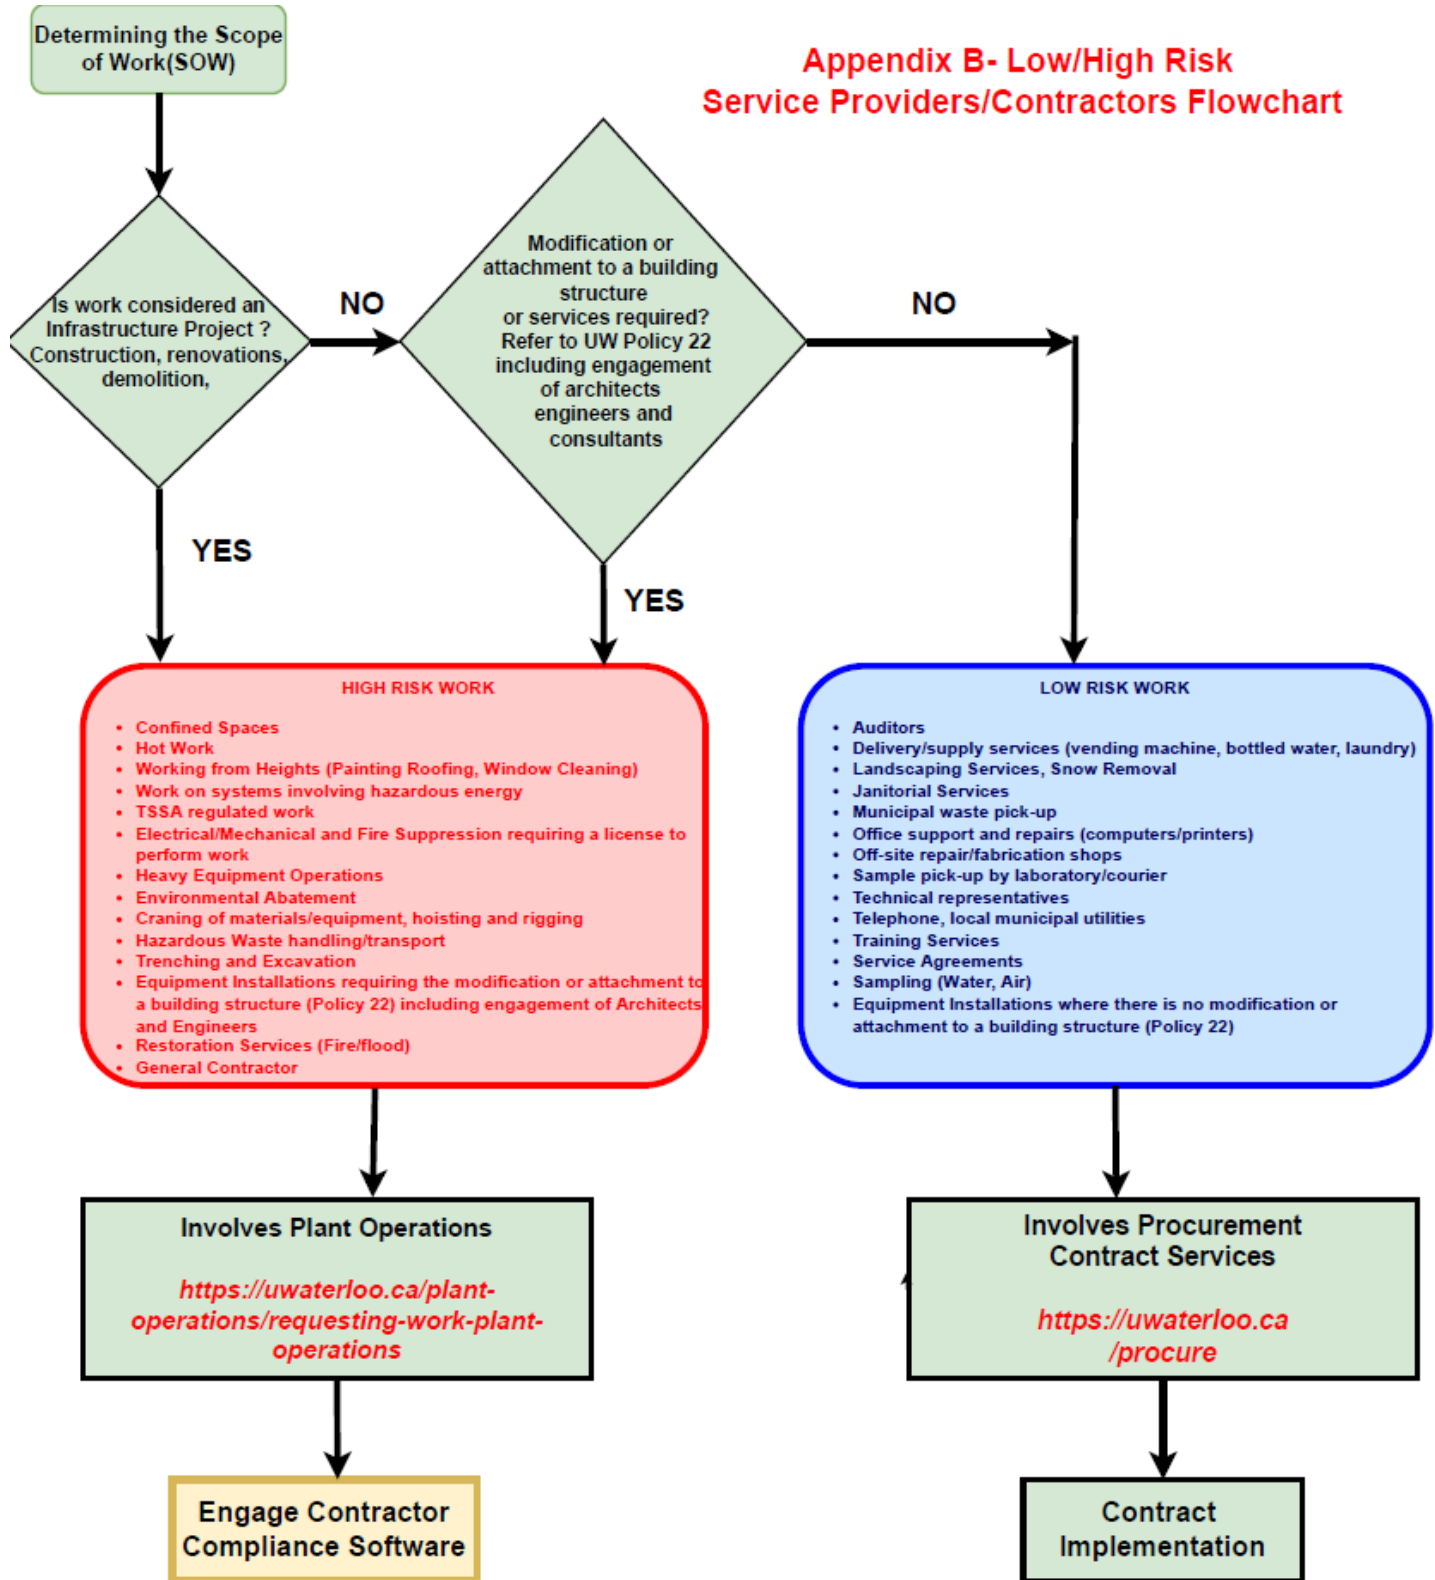 Determining the Scope
of Work(SOW)
Appendix B- Low/High Risk
Service Providers/Contractors Flowchart
Is work considered an
Infrastructure Project ?
Construction, renovations,
demolition,
NO
Modification or
attachment to a building
structure
or services required?
Refer to UW Policy 22
including engagement
of architects
engineers and
consultants
NO
YES
YES
HIGH RISK WORK
• Confined Spaces
• Hot Work
• Working from Heights (Painting Roofing, Window Cleaning)
• Work on systems involving hazardous energy
• TSSA regulated work
• Electrical/Mechanical and Fire Suppression requiring a license to
perform work
• Heavy Equipment Operations
• Environmental Abatement
• Craning of materials/equipment, hoisting and rigging
• Hazardous Waste handling/transport
• Trenching and Excavation
• Equipment Installations requiring the modification or attachment to
a building structure (Policy 22) including engagement of Architects
and Engineers
• Restoration Services (Fire/flood)
• General Contractor
LOW RISK WORK
• Auditors
• Delivery/supply services (vending machine, bottled water, laundry)
• Landscaping Services, Snow Removal
• Janitorial Services
• Municipal waste pick-up
• Office support and repairs (computers/printers)
• Off-site repair/fabrication shops
• Sample pick-up by laboratory/courier
• Technical representatives
• Telephone, local municipal utilities
• Training Services
• Service Agreements
• Sampling (Water, Air)
• Equipment Installations where there is no modification or
attachment to a building structure (Policy 22)
Involves Plant Operations
https://uwaterloo.ca/plant-
operations/requesting-work-plant-
operations
Involves Procurement
Contract Services
https://uwaterloo.ca
/procure
Engage Contractor
Compliance Software
Contract
Implementation